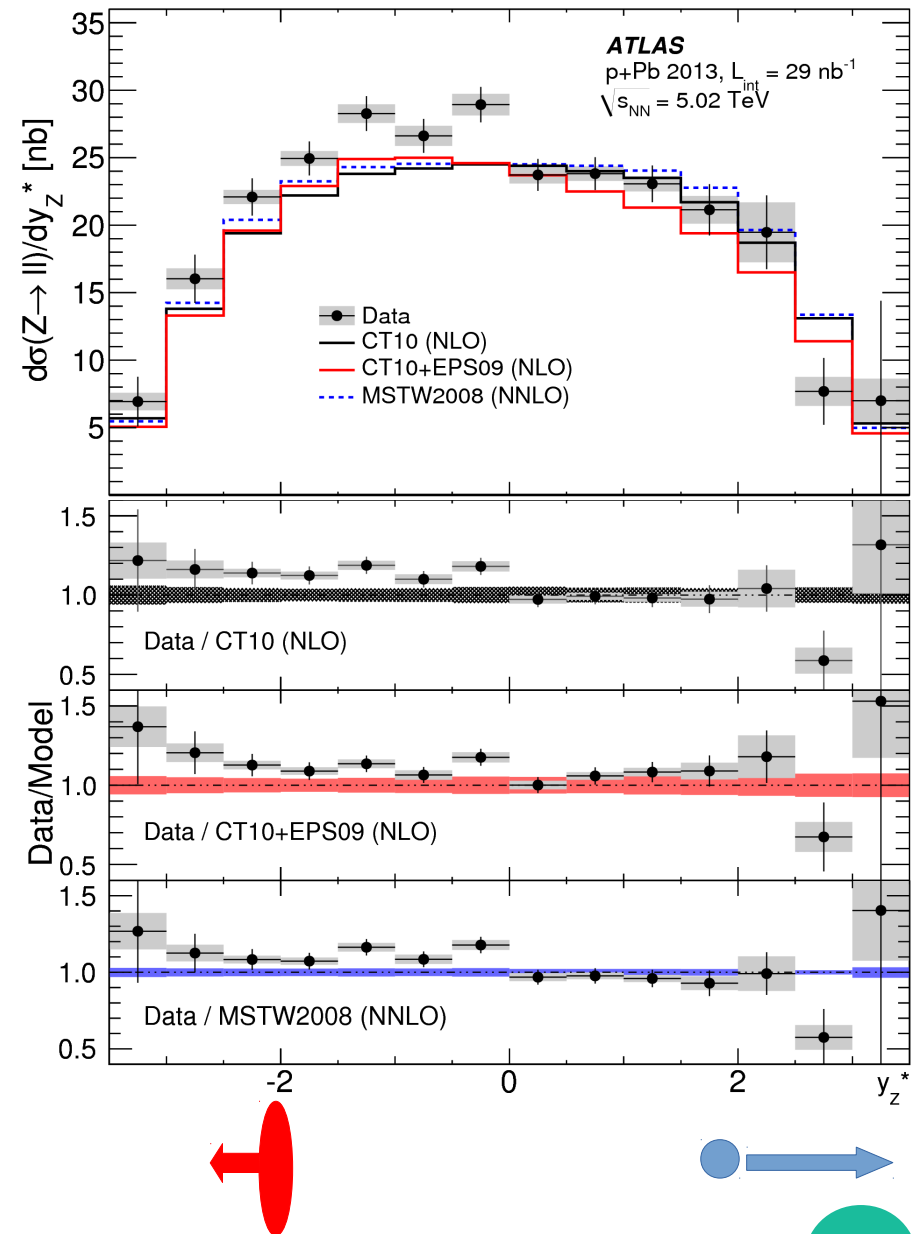 35
30
25
20
15
10
5
dσ(Z→ ll)/dy_Z* [nb]
ATLAS
p+Pb 2013, L_int = 29 nb⁻¹
√s_NN = 5.02 TeV
Data
CT10 (NLO)
CT10+EPS09 (NLO)
MSTW2008 (NNLO)
Data/Model
1.5
1.0
0.5
Data / CT10 (NLO)
1.5
1.0
0.5
Data / CT10+EPS09 (NLO)
1.5
1.0
0.5
Data / MSTW2008 (NNLO)
-2 0 2 y_Z*